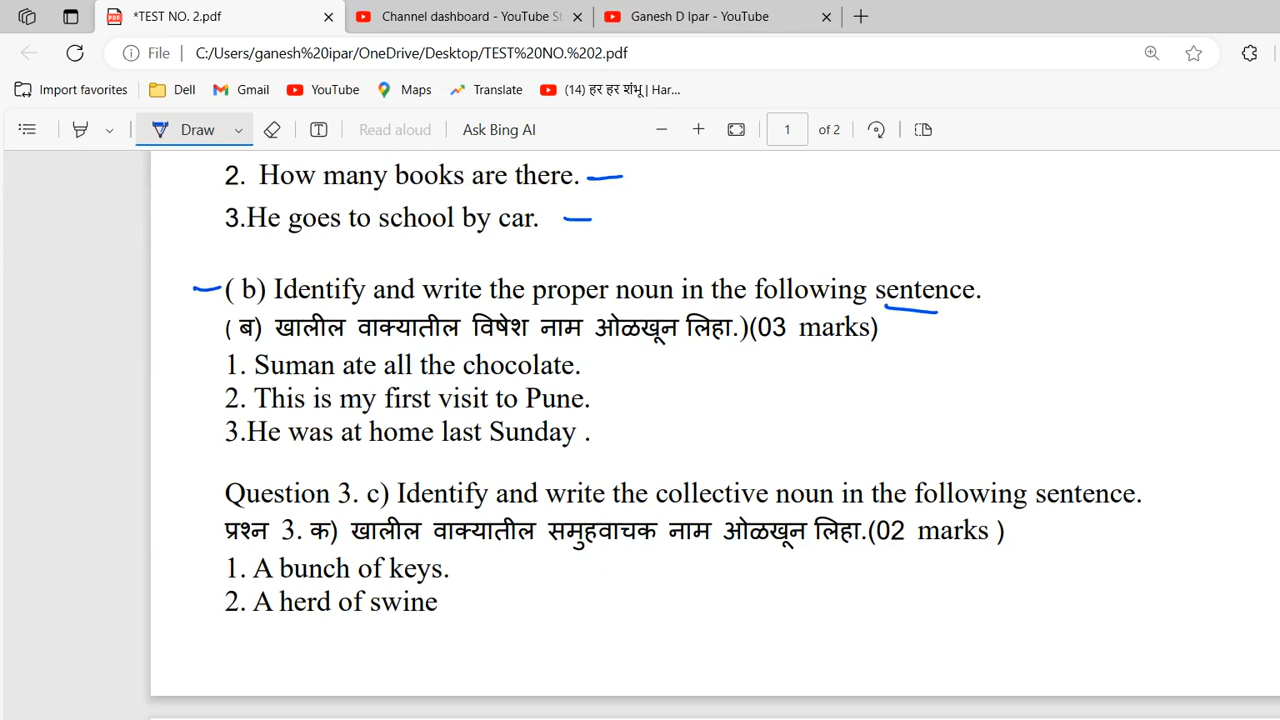 *TEST NO. 2.pdf
Channel dashboard - YouTube St
Ganesh D Ipar - YouTube
File C:/Users/ganesh%20ipar/OneDrive/Desktop/TEST%20NO.%202.pdf
Import favorites Dell Gmail YouTube Maps Translate (14) हर हर शंभू | Har...
Draw Read aloud Ask Bing AI 1 of 2
2. How many books are there.
3.He goes to school by car.
( b) Identify and write the proper noun in the following sentence.
( ब) खालील वाक्यातील विषेश नाम ओळखून लिहा.)(03 marks)
1. Suman ate all the chocolate.
2. This is my first visit to Pune.
3.He was at home last Sunday .
Question 3. c) Identify and write the collective noun in the following sentence.
प्रश्न 3. क) खालील वाक्यातील समुहवाचक नाम ओळखून लिहा.(02 marks )
1. A bunch of keys.
2. A herd of swine